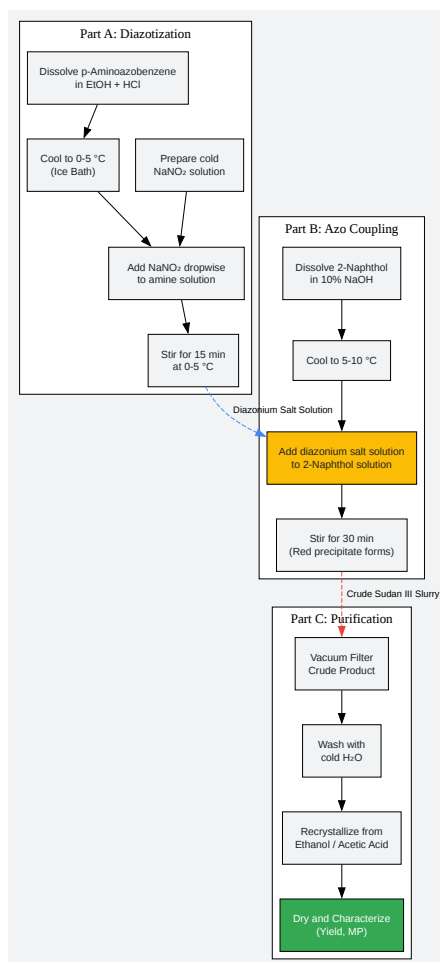 Part A: Diazotization
Dissolve p-Aminoazobenzene
in EtOH + HCl
Cool to 0-5 °C
(Ice Bath)
Prepare cold
NaNO₂ solution
Add NaNO₂ dropwise
to amine solution
Stir for 15 min
at 0-5 °C
Diazonium Salt Solution
Part B: Azo Coupling
Dissolve 2-Naphthol
in 10% NaOH
Cool to 5-10 °C
Add diazonium salt solution
to 2-Naphthol solution
Stir for 30 min
(Red precipitate forms)
Crude Sudan III Slurry
Part C: Purification
Vacuum Filter
Crude Product
Wash with
cold H₂O
Recrystallize from
Ethanol / Acetic Acid
Dry and Characterize
(Yield, MP)